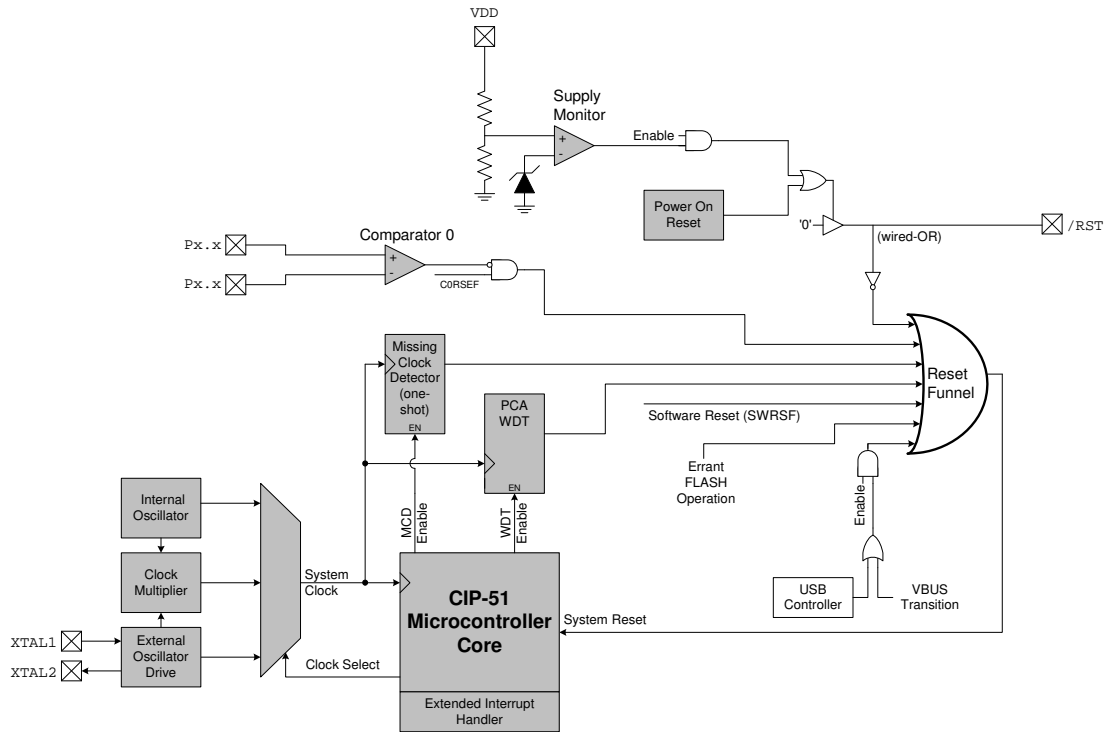 VDD
Supply
Monitor
+
-
Enable
Power On
Reset
'0'
(wired-OR)
/RST
Px.x
Px.x
Comparator 0
+
-
C0RSEF
Missing
Clock
Detector
(one-
shot)
EN
PCA
WDT
EN
Reset
Funnel
Software Reset (SWRSF)
Errant
FLASH
Operation
Enable
Internal
Oscillator
Clock
Multiplier
External
Oscillator
Drive
XTAL1
XTAL2
System
Clock
MCD
Enable
WDT
Enable
CIP-51
Microcontroller
Core
Clock Select
Extended Interrupt
Handler
System Reset
USB
Controller
VBUS
Transition